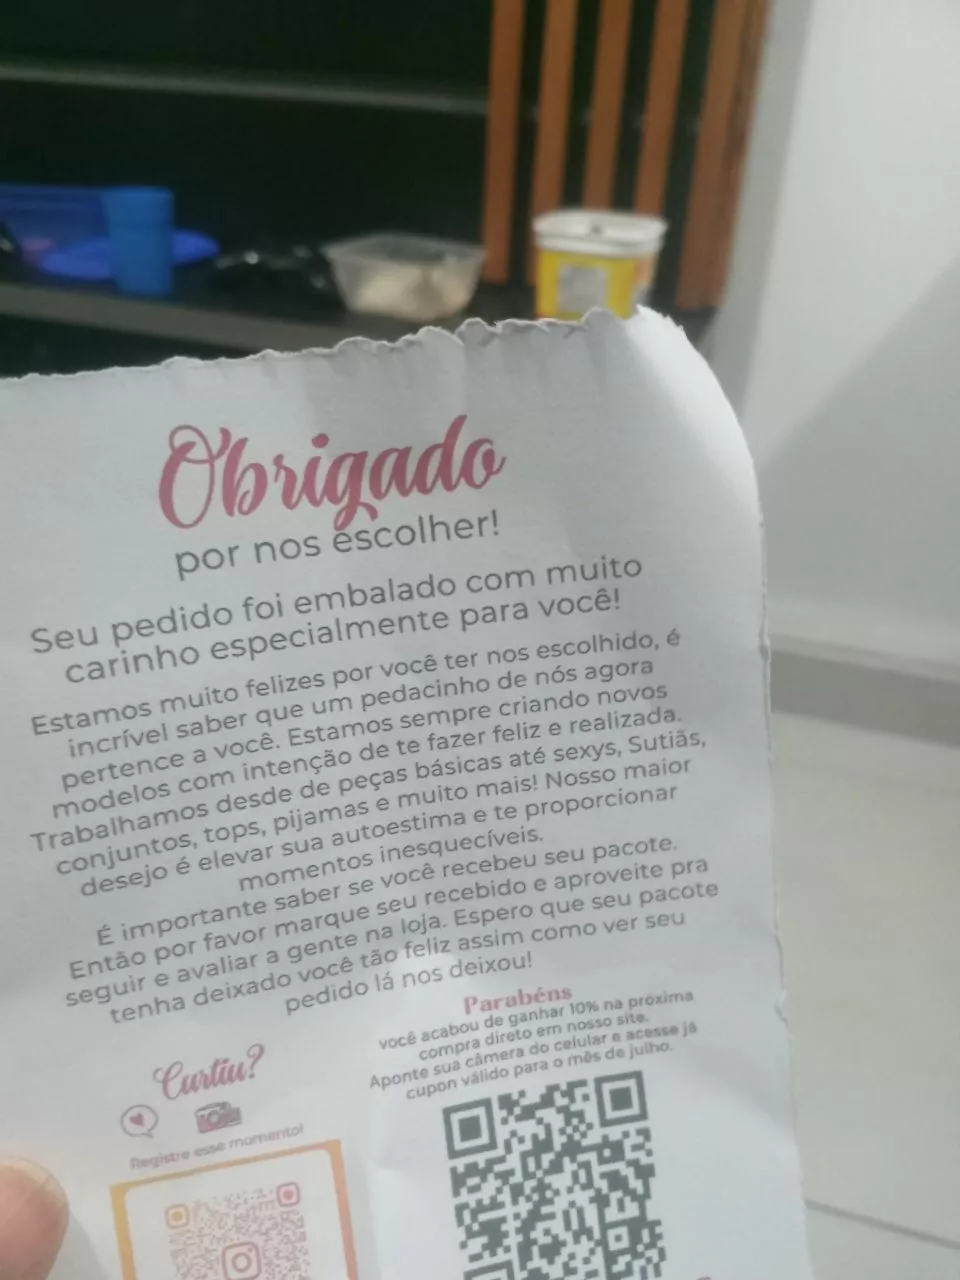 Obrigado
por nos escolher!
Seu pedido foi embalado com muito
carinho especialmente para você!
Estamos muito felizes por você ter nos escolhido, é
incrível saber que um pedacinho de nós agora
pertence a você. Estamos sempre criando novos
modelos com intenção de te fazer feliz e realizada.
Trabalhamos desde de peças básicas até sexys, Sutiãs,
conjuntos, tops, pijamas e muito mais! Nosso maior
desejo é elevar sua autoestima e te proporcionar
momentos inesquecíveis.
É importante saber se você recebeu seu pacote.
Então por favor marque seu recebido e aproveite pra
seguir e avaliar a gente na loja. Espero que seu pacote
tenha deixado você tão feliz assim como ver seu
pedido lá nos deixou!
Curtiu?
Registre esse momento!
Parabéns
você acabou de ganhar 10% na próxima
compra direto em nosso site.
Aponte sua câmera do celular e acesse já
cupon válido para o mês de julho.